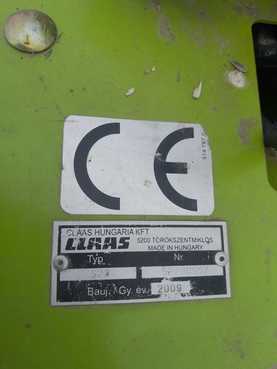 CE
CLAAS HUNGARIA KFT
CLAAS 5200 TÖRÖKSZENTMIKLÓS
MADE IN HUNGARY
Typ Nr.
Bauj./Gy. év. 2009